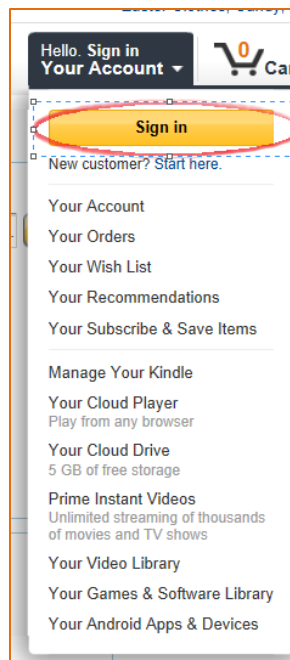 Hello. Sign in
Your Account
0
Sign in
New customer? Start here.
Your Account
Your Orders
Your Wish List
Your Recommendations
Your Subscribe & Save Items
Manage Your Kindle
Your Cloud Player
Play from any browser
Your Cloud Drive
5 GB of free storage
Prime Instant Videos
Unlimited streaming of thousands
of movies and TV shows
Your Video Library
Your Games & Software Library
Your Android Apps & Devices